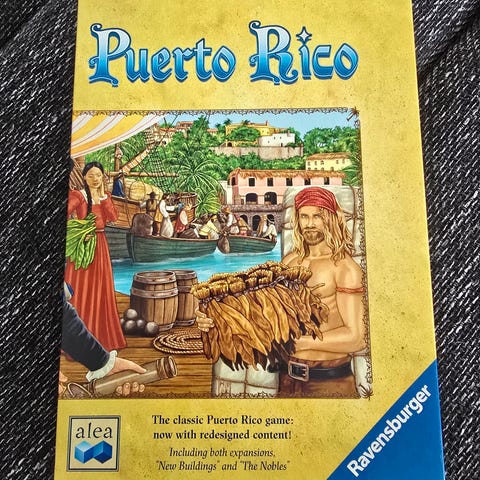 Puerto Rico
The classic Puerto Rico game:
now with redesigned content!
Including both expansions,
"New Buildings" and "The Nobles"
alea
Ravensburger